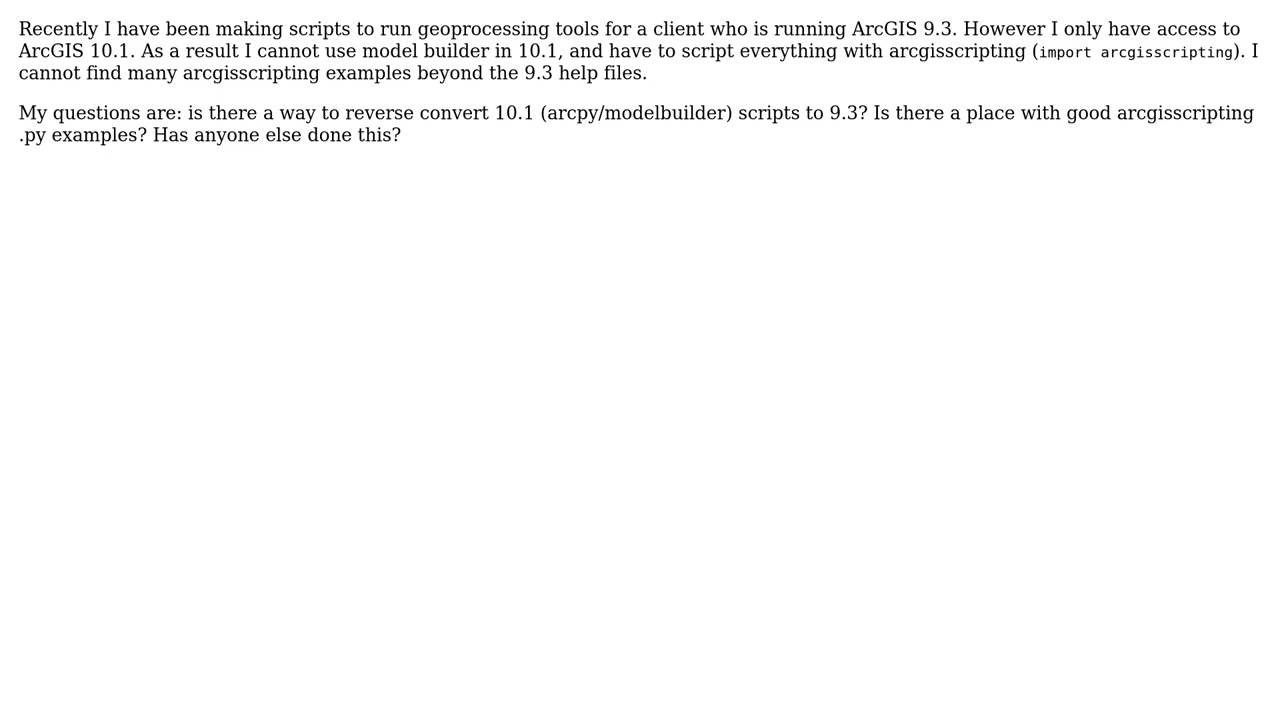 Recently I have been making scripts to run geoprocessing tools for a client who is running ArcGIS 9.3. However I only have access to
ArcGIS 10.1. As a result I cannot use model builder in 10.1, and have to script everything with arcgisscripting (import arcgisscripting). I
cannot find many arcgisscripting examples beyond the 9.3 help files.
My questions are: is there a way to reverse convert 10.1 (arcpy/modelbuilder) scripts to 9.3? Is there a place with good arcgisscripting
.py examples? Has anyone else done this?